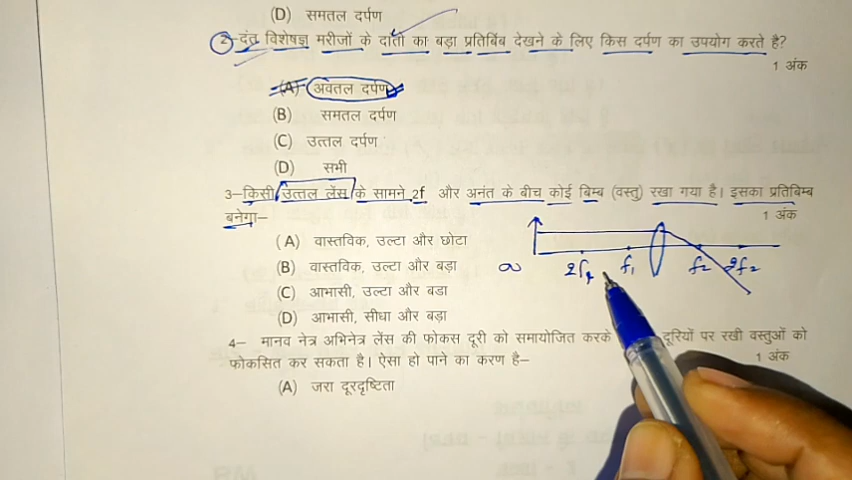 (D) समतल दर्पण
2-दंत विशेषज्ञ मरीजों के दांतो का बड़ा प्रतिबिंब देखने के लिए किस दर्पण का उपयोग करते है?
1 अंक
(A) अवतल दर्पण
(B) समतल दर्पण
(C) उत्तल दर्पण
(D) सभी
3–किसी उत्तल लेंस के सामने 2f और अनंत के बीच कोई बिम्ब (वस्तु) रखा गया है। इसका प्रतिबिम्ब
बनेगा–
1 अंक
(A) वास्तविक, उल्टा और छोटा
(B) वास्तविक, उल्टा और बड़ा
(C) आभासी, उल्टा और बडा
(D) आभासी, सीधा और बड़ा
∞ 2f₁ f₁ f₂ 2f₂
4– मानव नेत्र अभिनेत्र लेंस की फोकस दूरी को समायोजित करके दूरियों पर रखी वस्तुओं को
फोकसित कर सकता है। ऐसा हो पाने का करण है–
1 अंक
(A) जरा दूरदृष्टिता